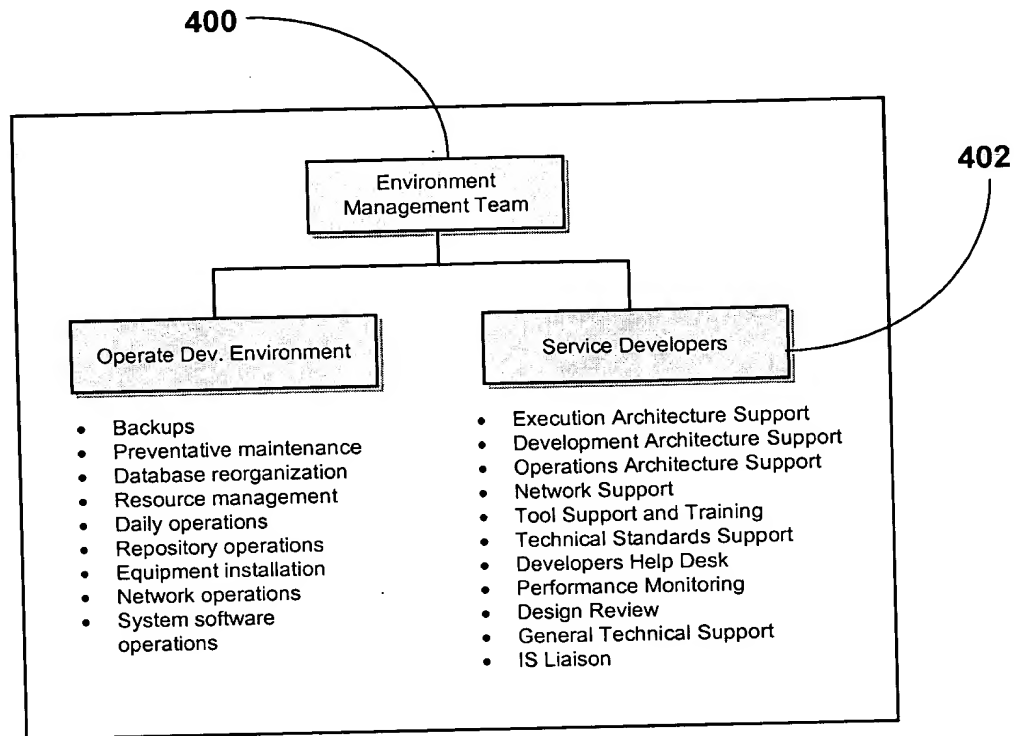 400
402
Environment
Management Team
Operate Dev. Environment
Service Developers
• Backups
• Preventative maintenance
• Database reorganization
• Resource management
• Daily operations
• Repository operations
• Equipment installation
• Network operations
• System software
operations
• Execution Architecture Support
• Development Architecture Support
• Operations Architecture Support
• Network Support
• Tool Support and Training
• Technical Standards Support
• Developers Help Desk
• Performance Monitoring
• Design Review
• General Technical Support
• IS Liaison